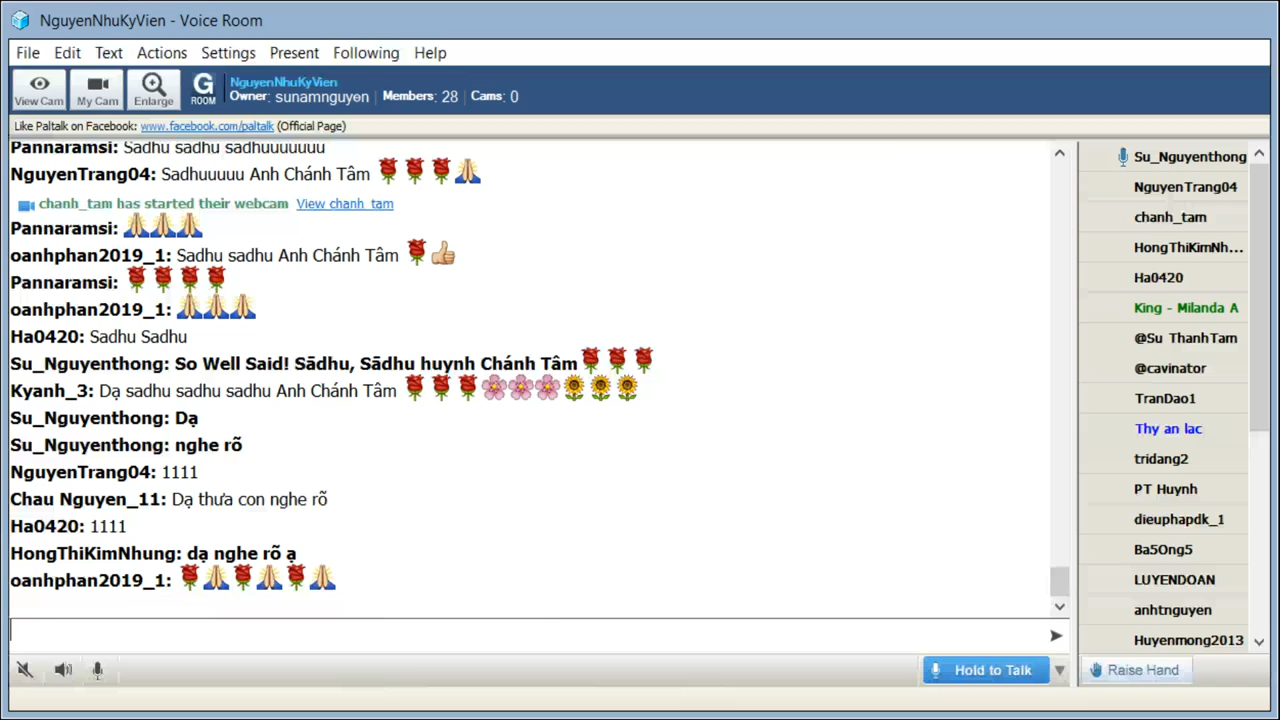 NguyenNhuKyVien - Voice Room
File Edit Text Actions Settings Present Following Help
View Cam My Cam Enlarge G ROOM
NguyenNhuKyVien
Owner: sunamnguyen | Members: 28 | Cams: 0
Like Paltalk on Facebook: www.facebook.com/paltalk (Official Page)
Pannaramsi: Sadhu sadhu sadhuuuuuuu
NguyenTrang04: Sadhuuuuu Anh Chánh Tâm 🌹🌹🌹🙏
chanh_tam has started their webcam View chanh_tam
Pannaramsi: 🙏🙏🙏
oanhphan2019_1: Sadhu sadhu Anh Chánh Tâm 🌹👍
Pannaramsi: 🌹🌹🌹🌹
oanhphan2019_1: 🙏🙏🙏
Ha0420: Sadhu Sadhu
Su_Nguyenthong: So Well Said! Sādhu, Sādhu huynh Chánh Tâm🌹🌹🌹
Kyanh_3: Dạ sadhu sadhu sadhu Anh Chánh Tâm 🌹🌹🌹🌸🌸🌸🌻🌻🌻
Su_Nguyenthong: Dạ
Su_Nguyenthong: nghe rõ
NguyenTrang04: 1111
Chau Nguyen_11: Dạ thưa con nghe rõ
Ha0420: 1111
HongThiKimNhung: dạ nghe rõ ạ
oanhphan2019_1: 🌹🙏🌹🙏🌹🙏
Hold to Talk
Su_Nguyenthong
NguyenTrang04
chanh_tam
HongThiKimNh...
Ha0420
King - Milanda A
@Su ThanhTam
@cavinator
TranDao1
Thy an lac
tridang2
PT Huynh
dieuphapdk_1
Ba5Ong5
LUYENDOAN
anhtnguyen
Huyenmong2013
Raise Hand